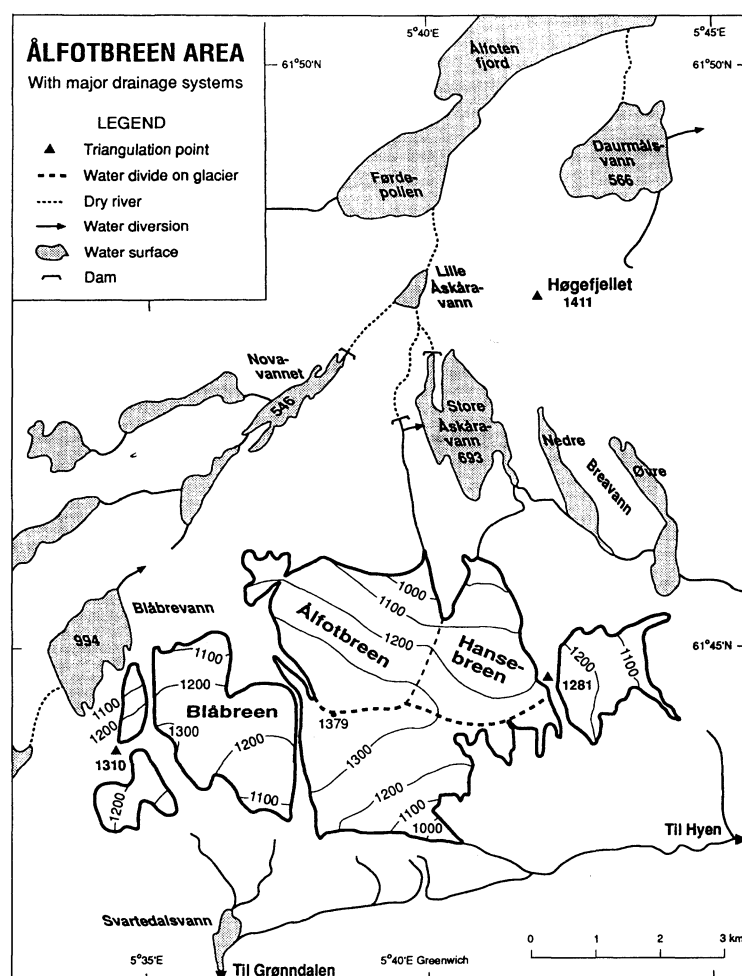 ÅLFOTBREEN AREA
With major drainage systems
LEGEND
Triangulation point
Water divide on glacier
Dry river
Water diversion
Water surface
Dam
5°40'E
5°45'E
61°50'N
61°50'N
Ålfoten
fjord
Førde-
pollen
Daurmåls-
vann
566
Lille
Åskåra-
vann
Høgefjellet
1411
Nova-
vannet
546
Store
Åskåra-
vann
693
Nedre
Breavann
Øvre
Blåbrevann
994
1000
1100
1200
Ålfotbreen
Hanse-
breen
61°45'N
1281
1200
1100
1100
1200
1300
Blåbreen
1200
1100
1100
1200
1310
1200
1379
1300
1200
1100
1000
Til Hyen
Svartedalsvann
5°35'E
5°40'E Greenwich
Til Grønndalen
0 1 2 3 km